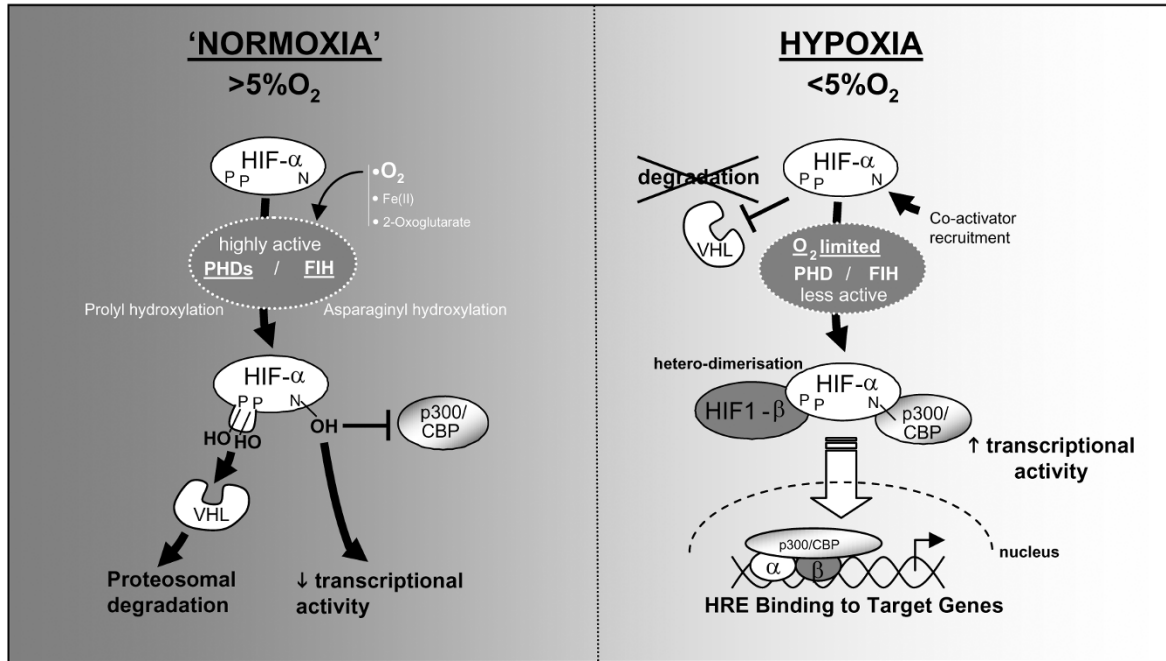 ‘NORMOXIA’
>5%O₂
HIF-α
P P N
•O₂
• Fe(II)
• 2-Oxoglutarate
highly active
PHDs / FIH
Prolyl hydroxylation
Asparaginyl hydroxylation
HIF-α
P P N
HO HO
OH
p300/
CBP
VHL
Proteosomal
degradation
↓ transcriptional
activity
HYPOXIA
<5%O₂
HIF-α
P P N
degradation
VHL
Co-activator
recruitment
O₂ limited
PHD / FIH
less active
hetero-dimerisation
HIF1-β
HIF-α
P P N
p300/
CBP
↑ transcriptional
activity
nucleus
p300/CBP
α β
HRE Binding to Target Genes